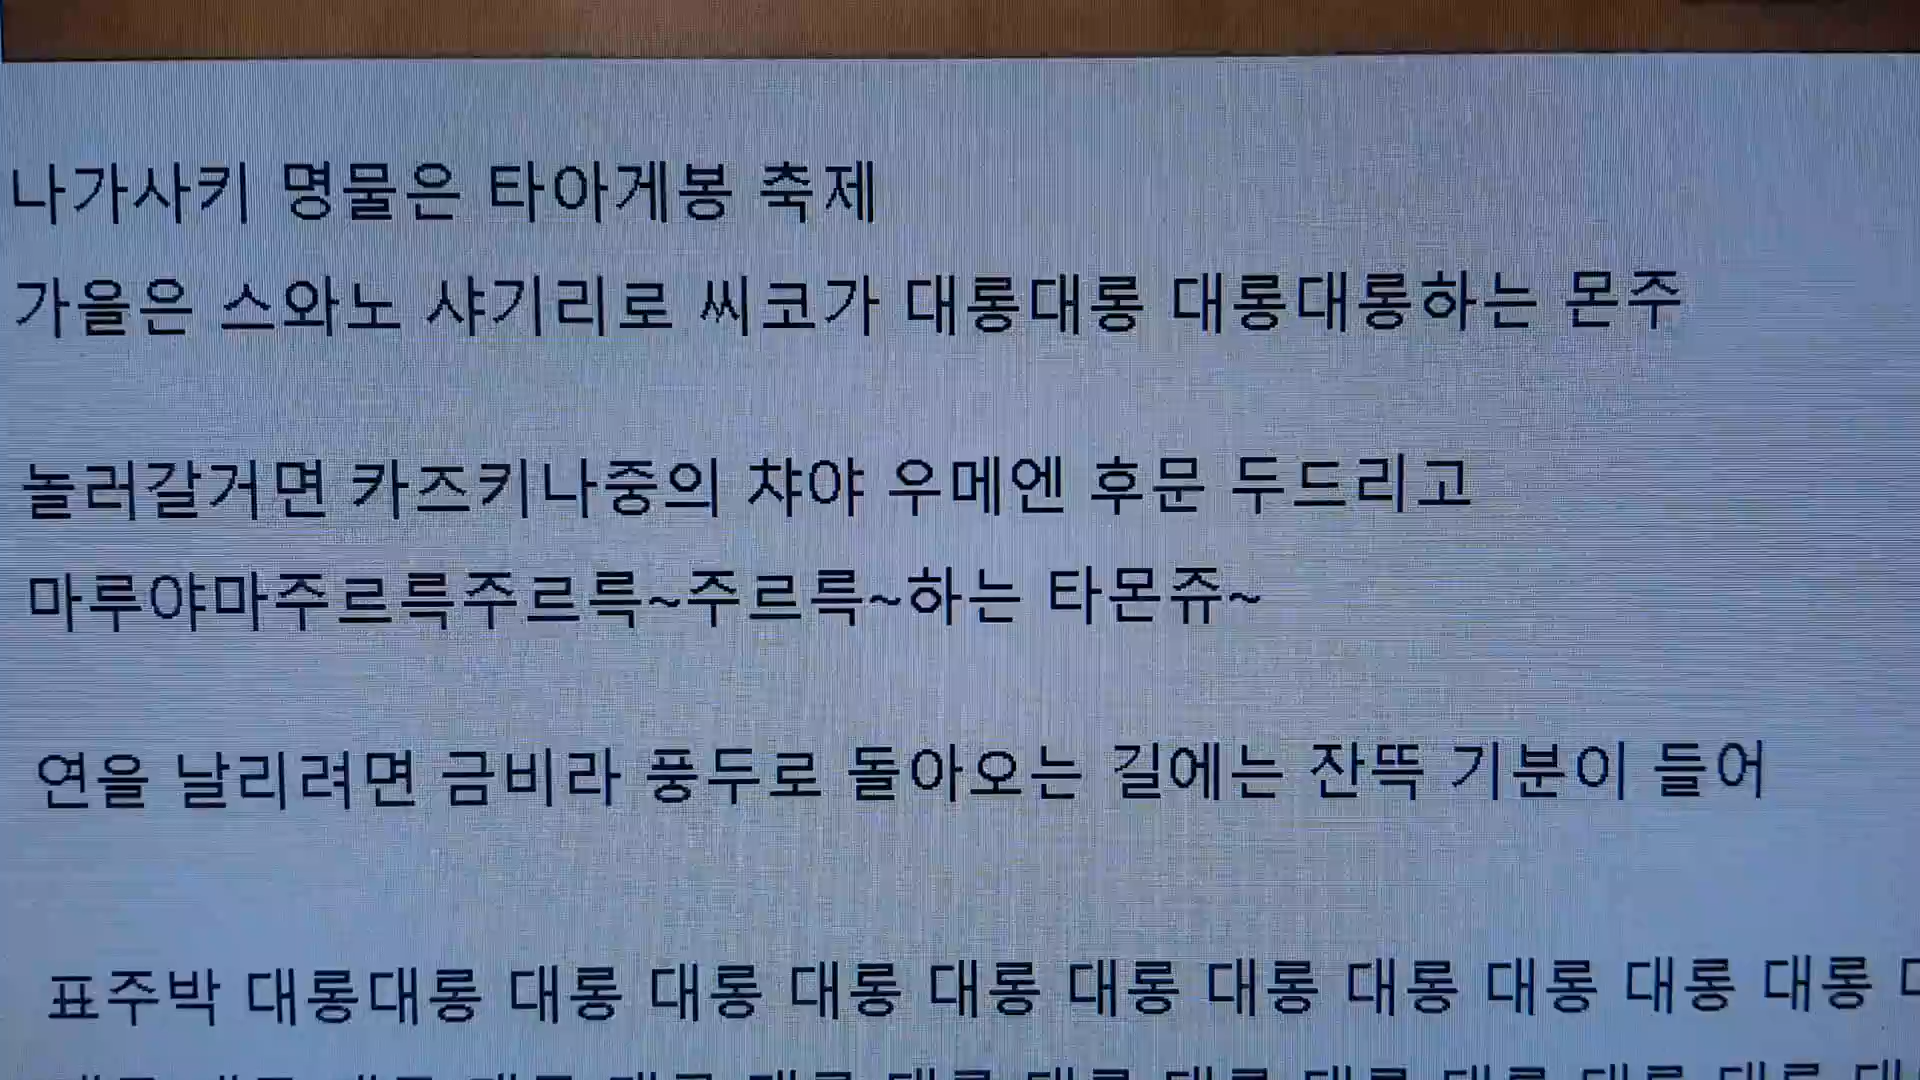 나가사키 명물은 타아게봉 축제
가을은 스와노 샤기리로 씨코가 대롱대롱 대롱대롱하는 몬주
놀러갈거면 카즈키나중의 챠야 우메엔 후문 두드리고
마루야마주르륵주르륵~주르륵~하는 타몬쥬~
연을 날리려면 금비라 풍두로 돌아오는 길에는 잔뜩 기분이 들어
표주박 대롱대롱 대롱 대롱 대롱 대롱 대롱 대롱 대롱 대롱 대롱 대롱